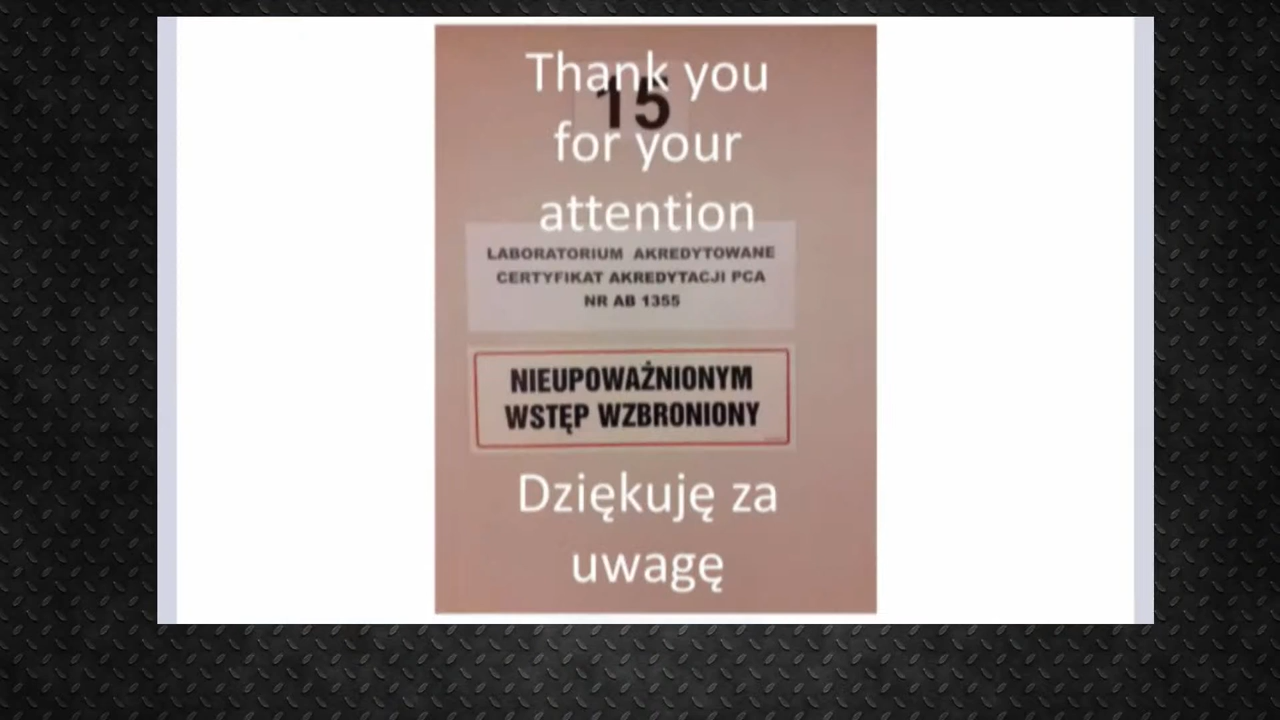 Thank you
15
for your
attention
LABORATORIUM AKREDYTOWANE
CERTYFIKAT AKREDYTACJI PCA
NR AB 1355
NIEUPOWAŻNIONYM
WSTĘP WZBRONIONY
Dziękuję za
uwagę